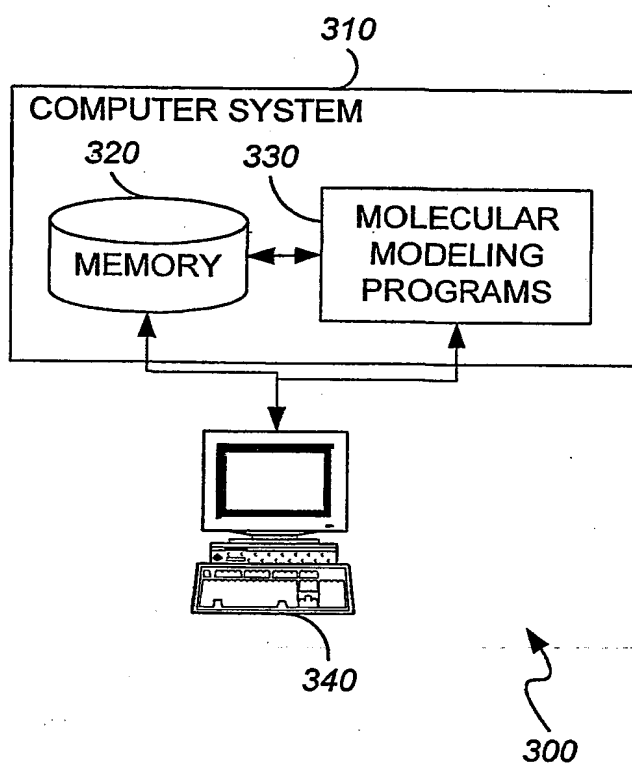 310
COMPUTER SYSTEM
320
330
MEMORY
MOLECULAR
MODELING
PROGRAMS
340
300